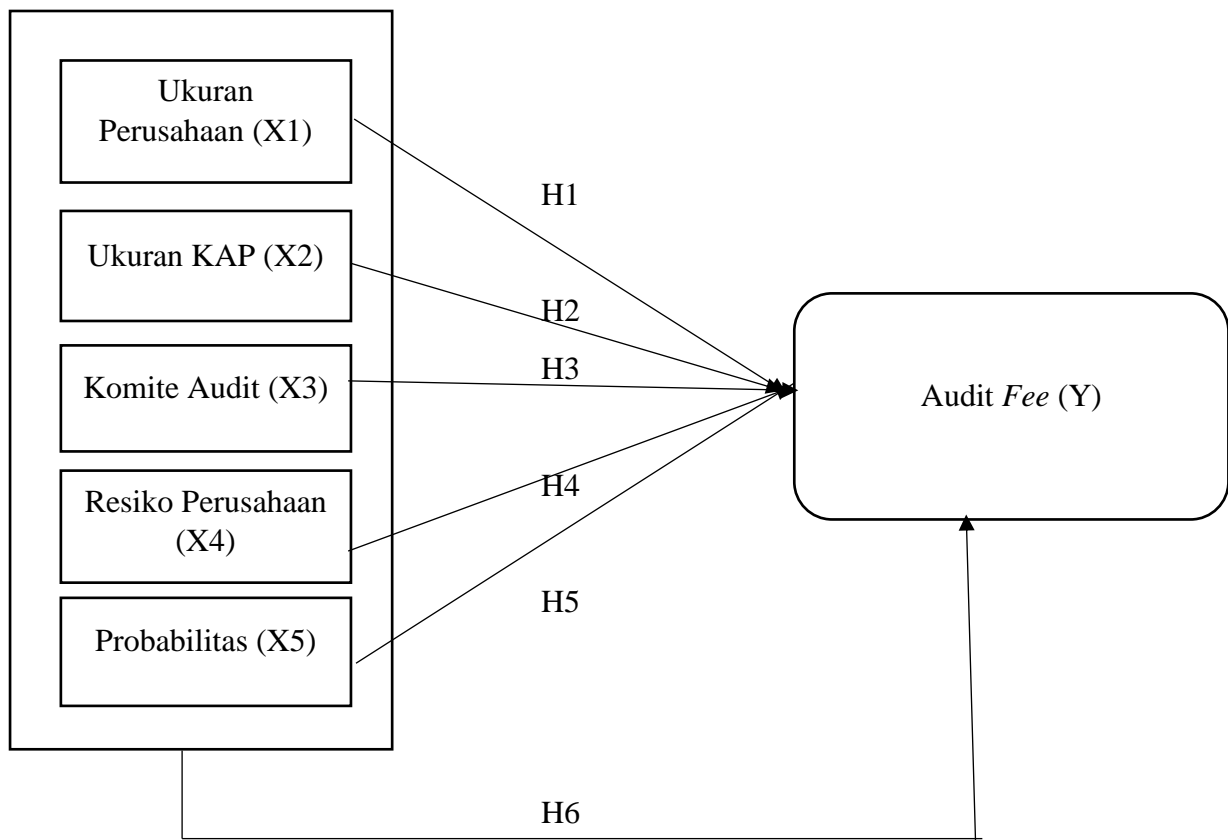 Ukuran
Perusahaan (X1)
H1
Ukuran KAP (X2)
H2
Komite Audit (X3)
H3
Audit Fee (Y)
Resiko Perusahaan
(X4)
H4
H5
Probabilitas (X5)
H6